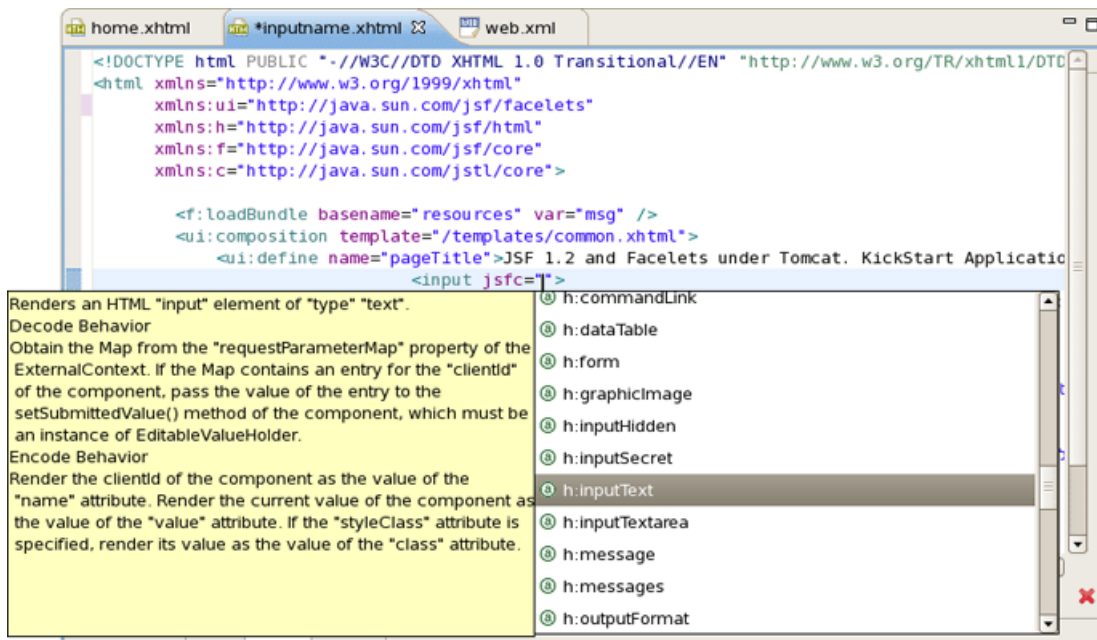 home.xhtml
*inputname.xhtml
web.xml
<!DOCTYPE html PUBLIC "-//W3C//DTD XHTML 1.0 Transitional//EN" "http://www.w3.org/TR/xhtml1/DTD
<html xmlns="http://www.w3.org/1999/xhtml"
xmlns:ui="http://java.sun.com/jsf/facelets"
xmlns:h="http://java.sun.com/jsf/html"
xmlns:f="http://java.sun.com/jsf/core"
xmlns:c="http://java.sun.com/jstl/core">
<f:loadBundle basename="resources" var="msg" />
<ui:composition template="/templates/common.xhtml">
<ui:define name="pageTitle">JSF 1.2 and Facelets under Tomcat. KickStart Applicatio
<input jsfc="">
Renders an HTML "input" element of "type" "text".
Decode Behavior
Obtain the Map from the "requestParameterMap" property of the
ExternalContext. If the Map contains an entry for the "clientId"
of the component, pass the value of the entry to the
setSubmittedValue() method of the component, which must be
an instance of EditableValueHolder.
Encode Behavior
Render the clientId of the component as the value of the
"name" attribute. Render the current value of the component as
the value of the "value" attribute. If the "styleClass" attribute is
specified, render its value as the value of the "class" attribute.
h:commandLink
h:dataTable
h:form
h:graphicImage
h:inputHidden
h:inputSecret
h:inputText
h:inputTextarea
h:message
h:messages
h:outputFormat